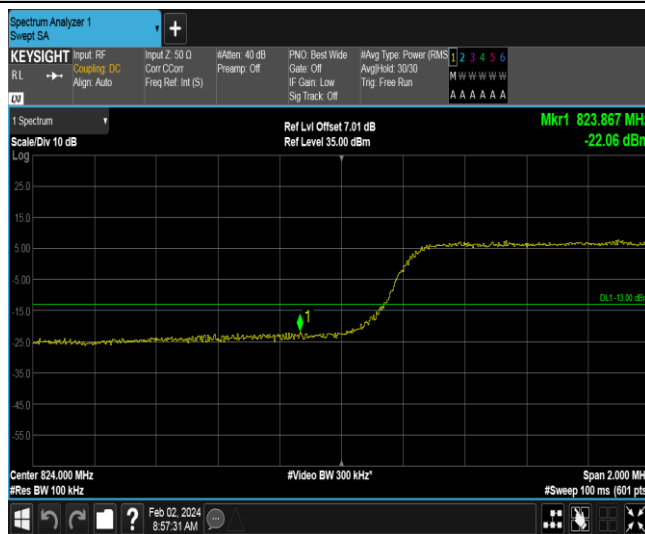 Spectrum Analyzer 1
Swept SA
+
KEYSIGHT
RL
LXI
Input: RF
Coupling: DC
Align: Auto
Input Z: 50 Ω
Corr CCorr
Freq Ref: Int (S)
#Atten: 40 dB
Preamp: Off
PNO: Best Wide
Gate: Off
IF Gain: Low
Sig Track: Off
#Avg Type: Power (RMS
Avg|Hold: 30/30
Trig: Free Run
1 2 3 4 5 6
M W W W W W
A A A A A A
1 Spectrum
Scale/Div 10 dB
Log
Ref Lvl Offset 7.01 dB
Ref Level 35.00 dBm
Mkr1 823.867 MHz
-22.06 dBm
25.0
15.0
5.00
-5.00
-15.0
-25.0
-35.0
-45.0
-55.0
DL1 -13.00 dBm
1
Center 824.000 MHz
#Res BW 100 kHz
#Video BW 300 kHz*
Span 2.000 MHz
#Sweep 100 ms (601 pts)
?
Feb 02, 2024
8:57:31 AM